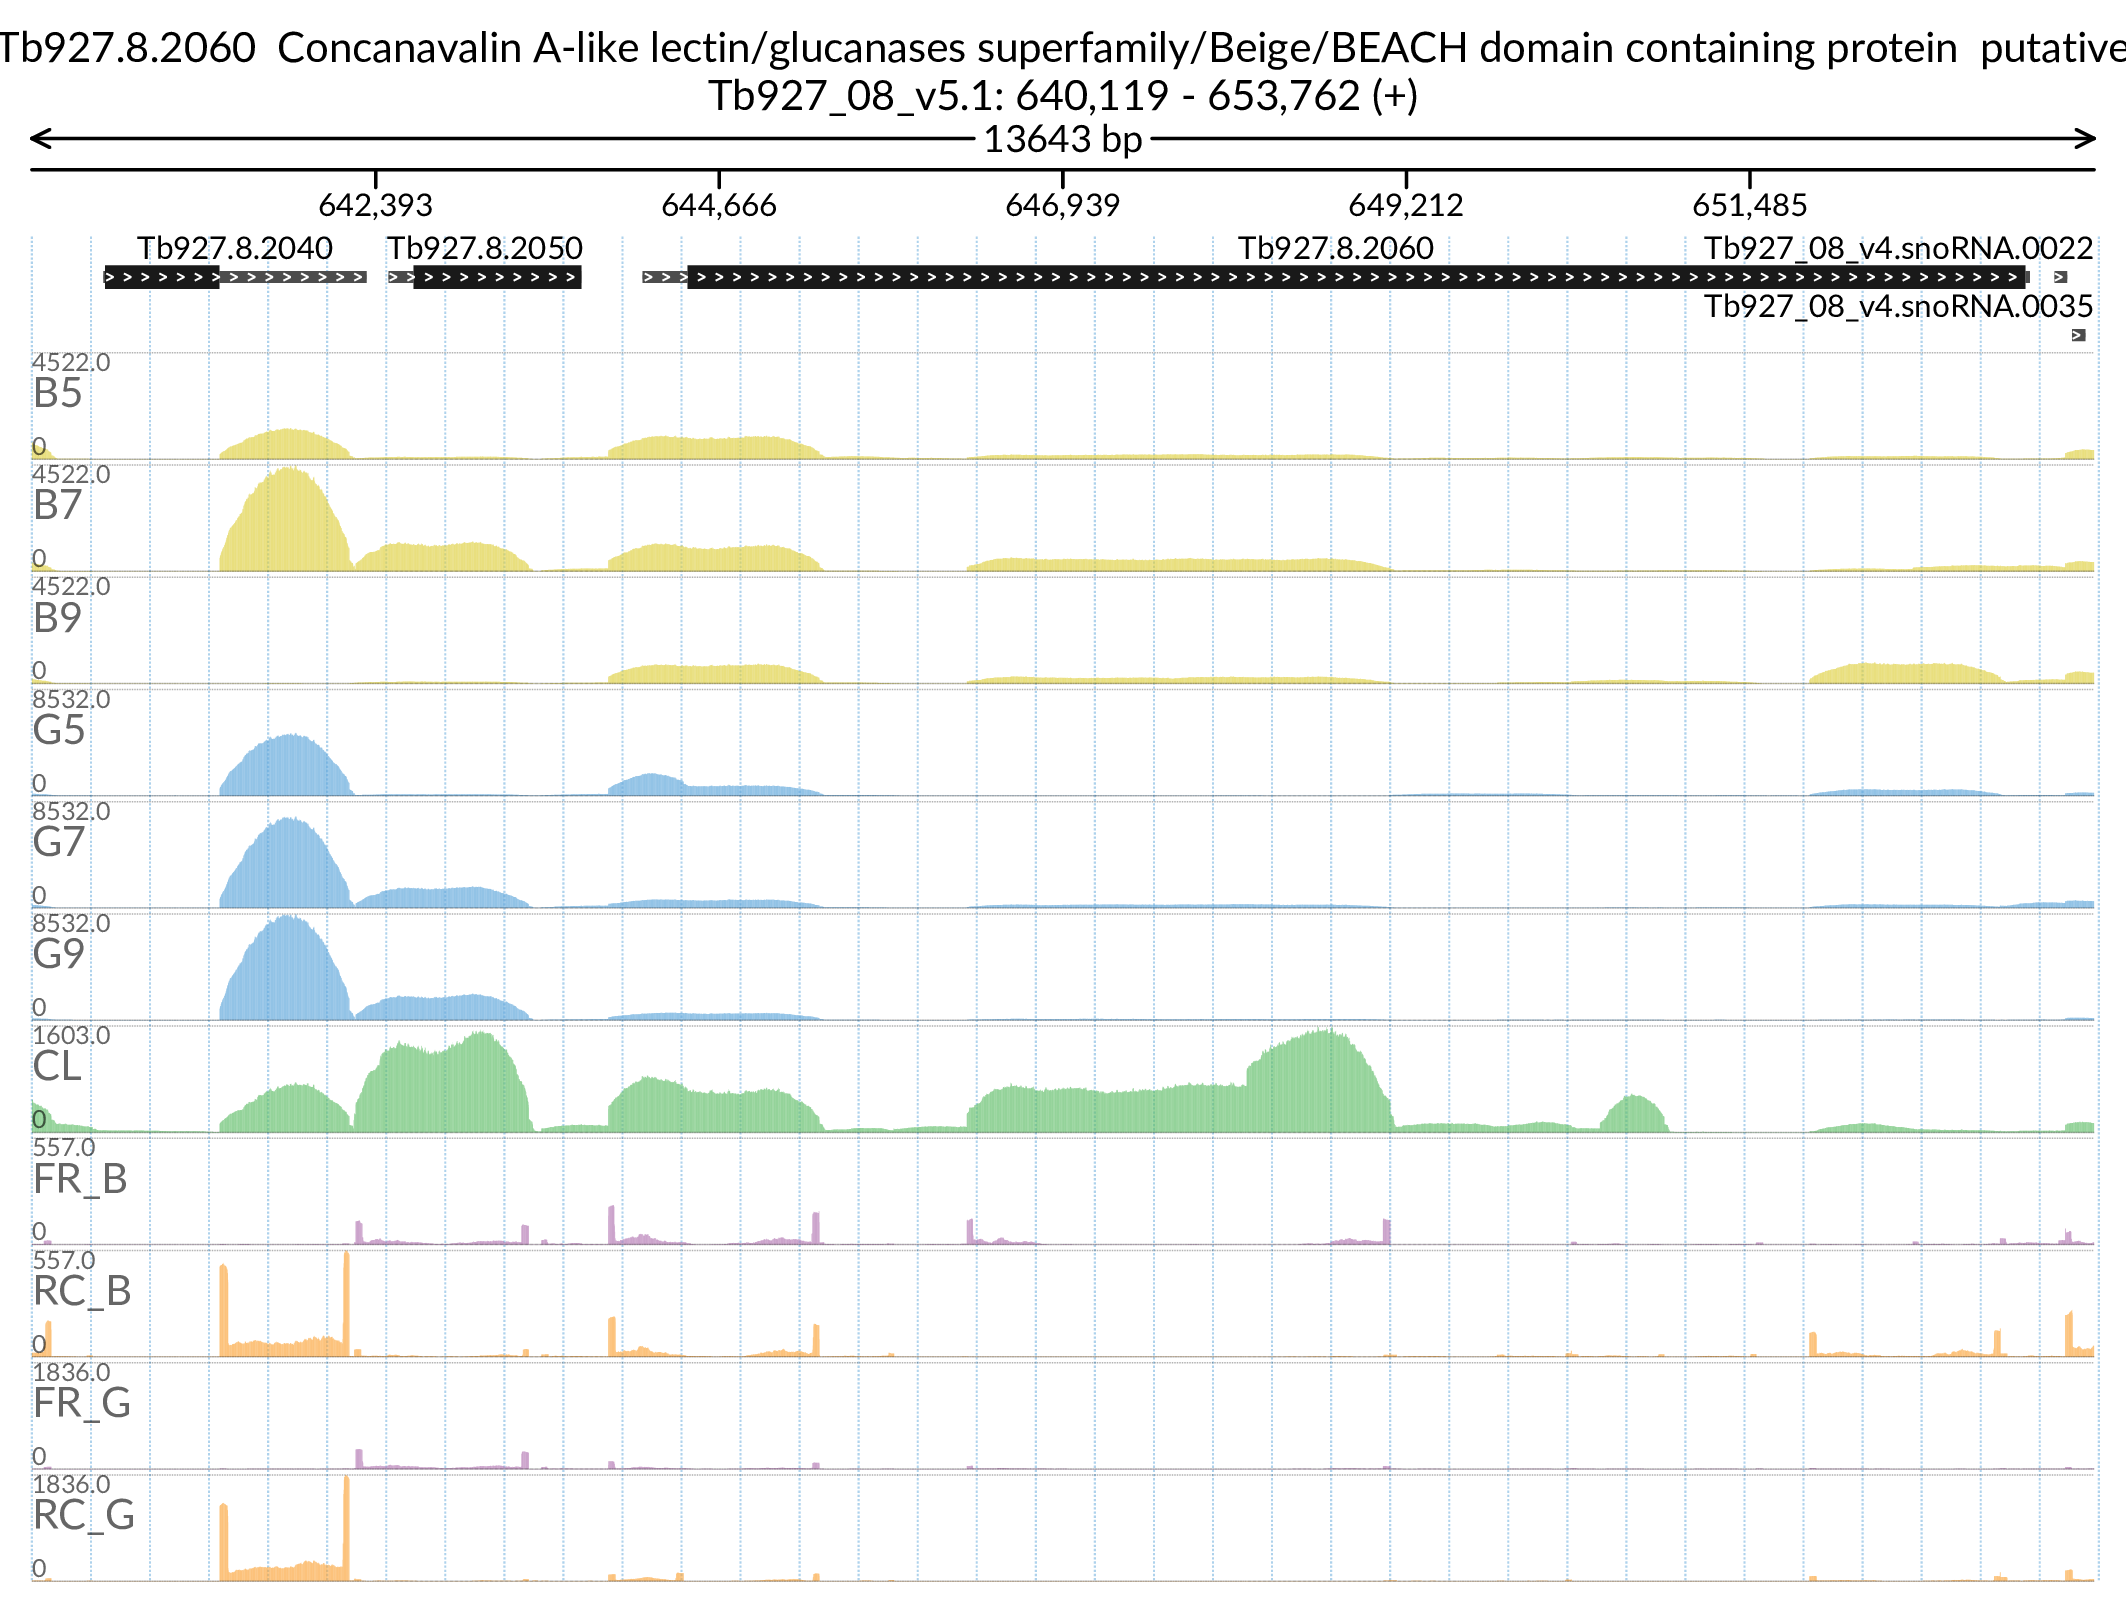 Tb927.8.2060 Concanavalin A-like lectin/glucanases superfamily/Beige/BEACH domain containing protein putative
Tb927_08_v5.1: 640,119 - 653,762 (+)
13643 bp
642,393 644,666 646,939 649,212 651,485
Tb927.8.2040 Tb927.8.2050 Tb927.8.2060 Tb927_08_v4.snoRNA.0022
Tb927_08_v4.snoRNA.0035
4522.0
B5
0
4522.0
B7
0
4522.0
B9
0
8532.0
G5
0
8532.0
G7
0
8532.0
G9
0
1603.0
CL
0
557.0
FR_B
0
557.0
RC_B
0
1836.0
FR_G
0
1836.0
RC_G
0